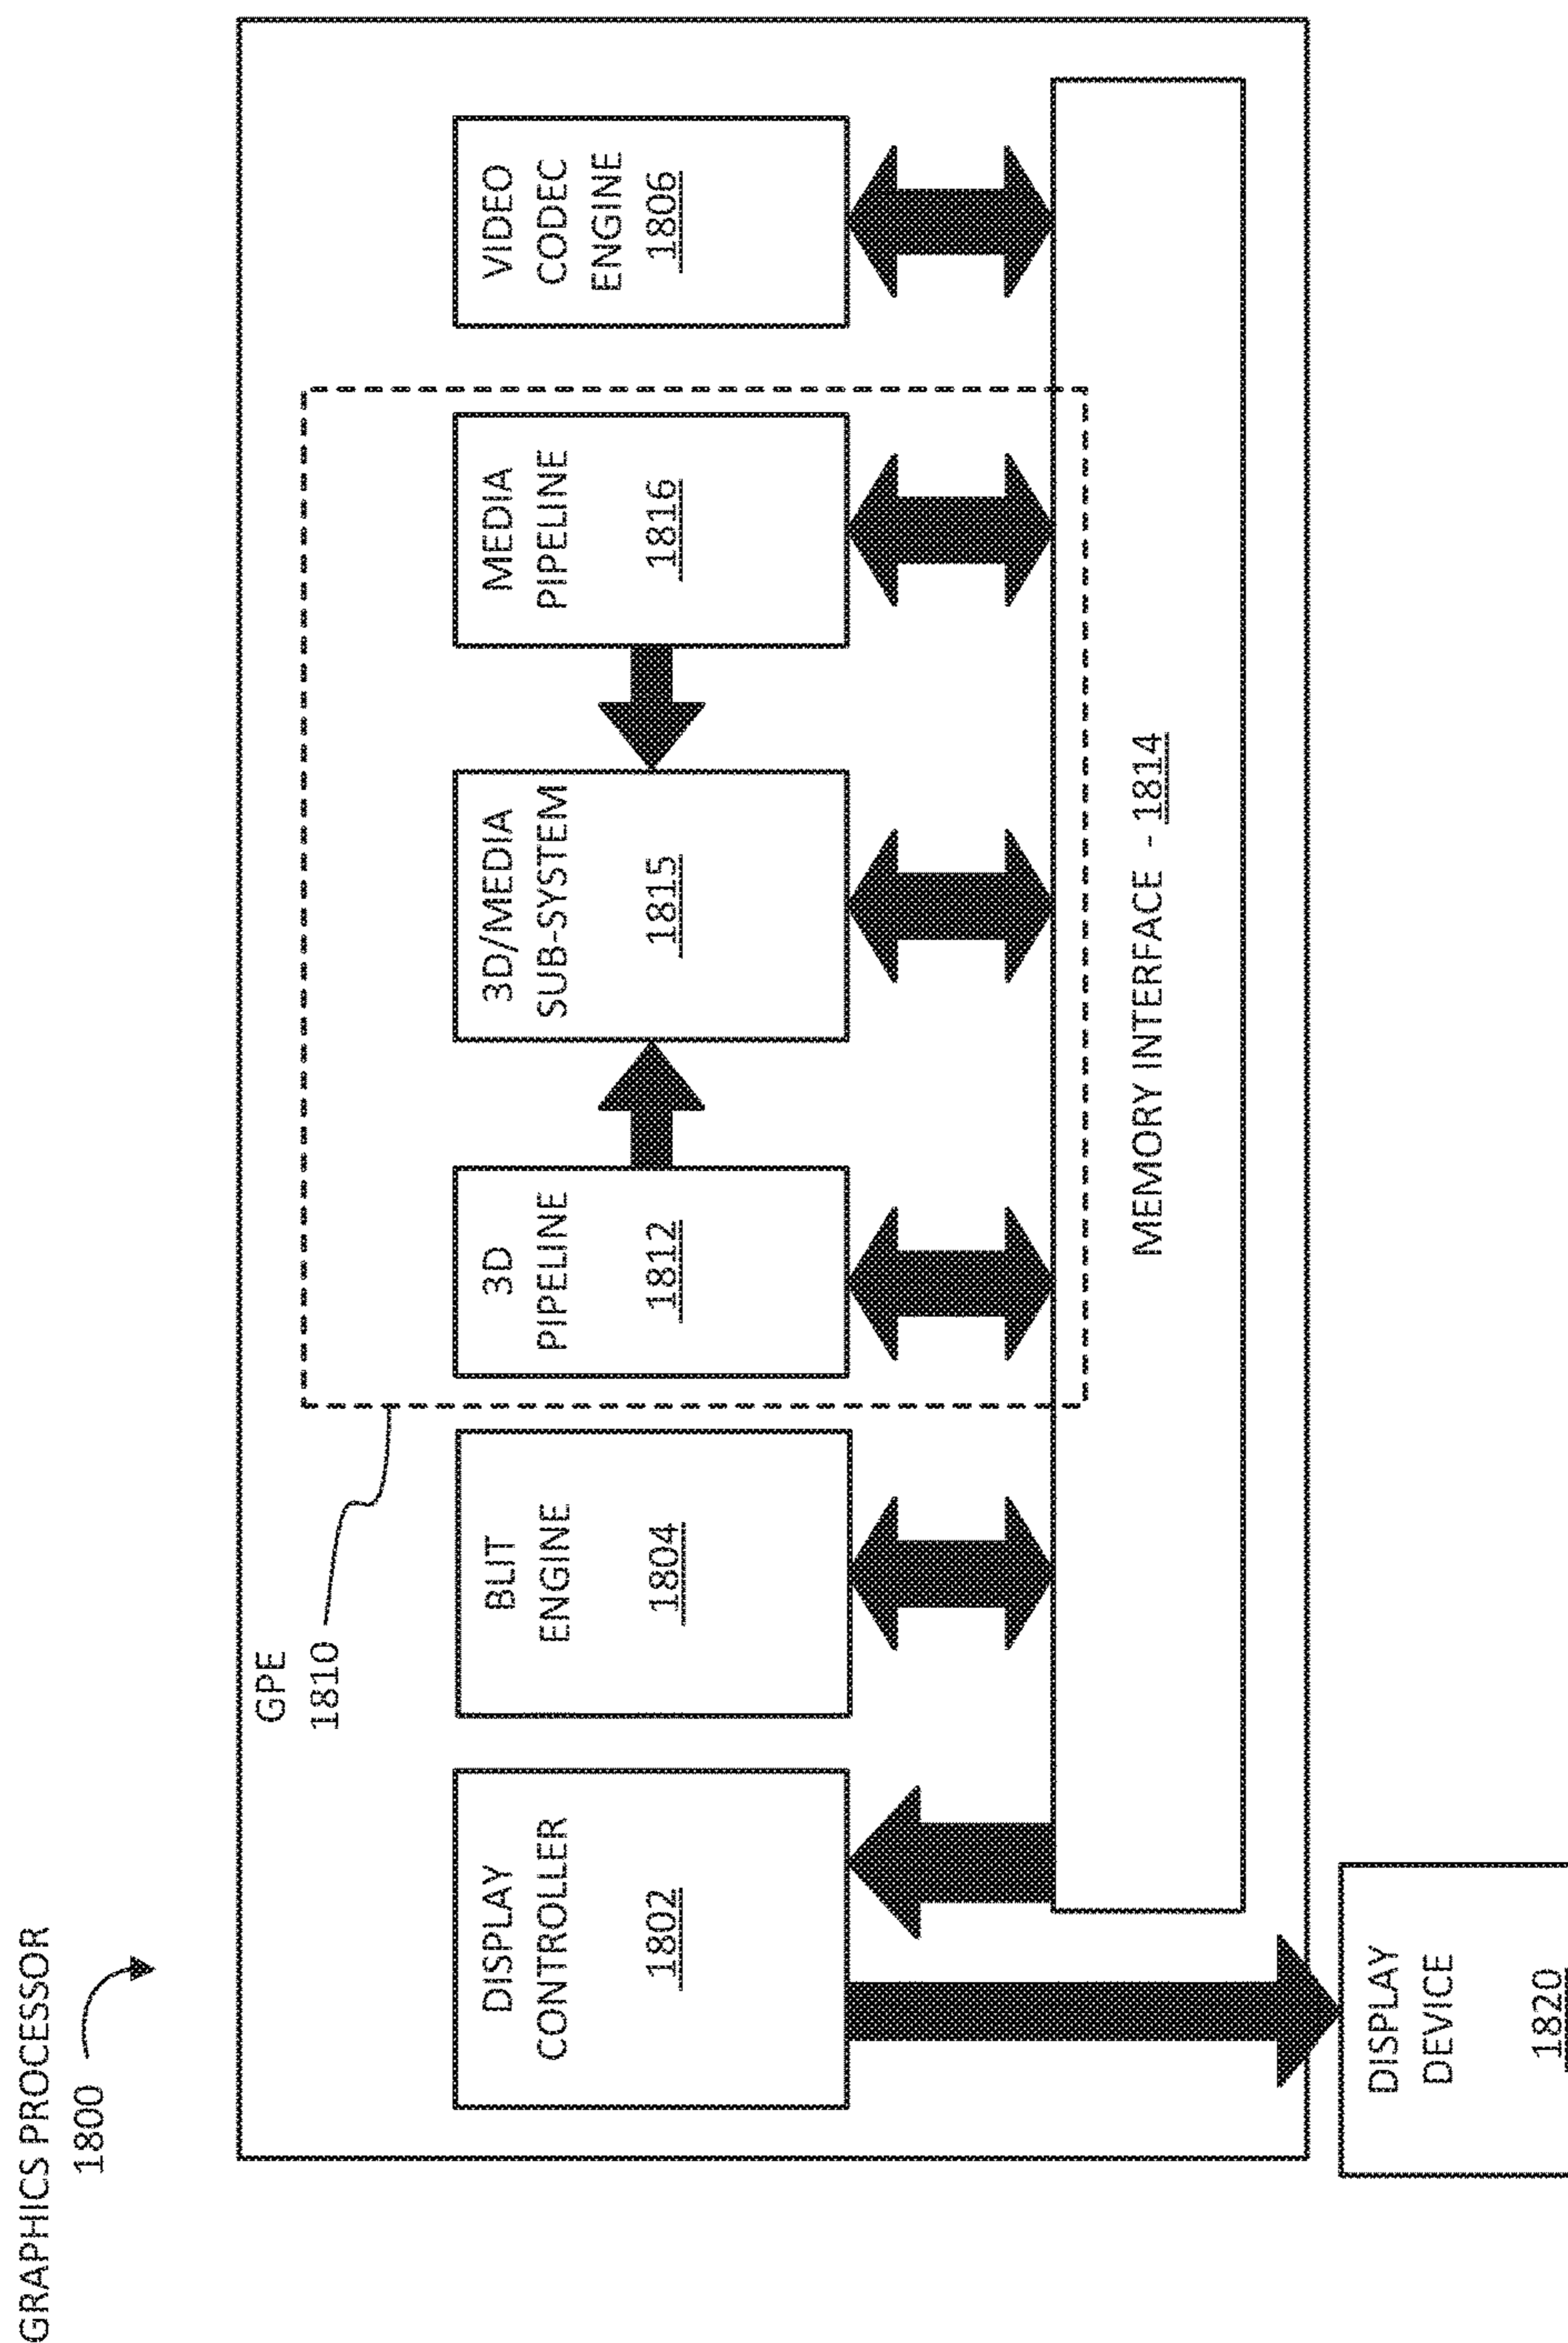 GRAPHICS PROCESSOR
1800
GPE
1810
DISPLAY
CONTROLLER
1802
BLIT
ENGINE
1804
3D
PIPELINE
1812
3D/MEDIA
SUB-SYSTEM
1815
MEDIA
PIPELINE
1816
VIDEO
CODEC
ENGINE
1806
MEMORY INTERFACE - 1814
DISPLAY
DEVICE
1820